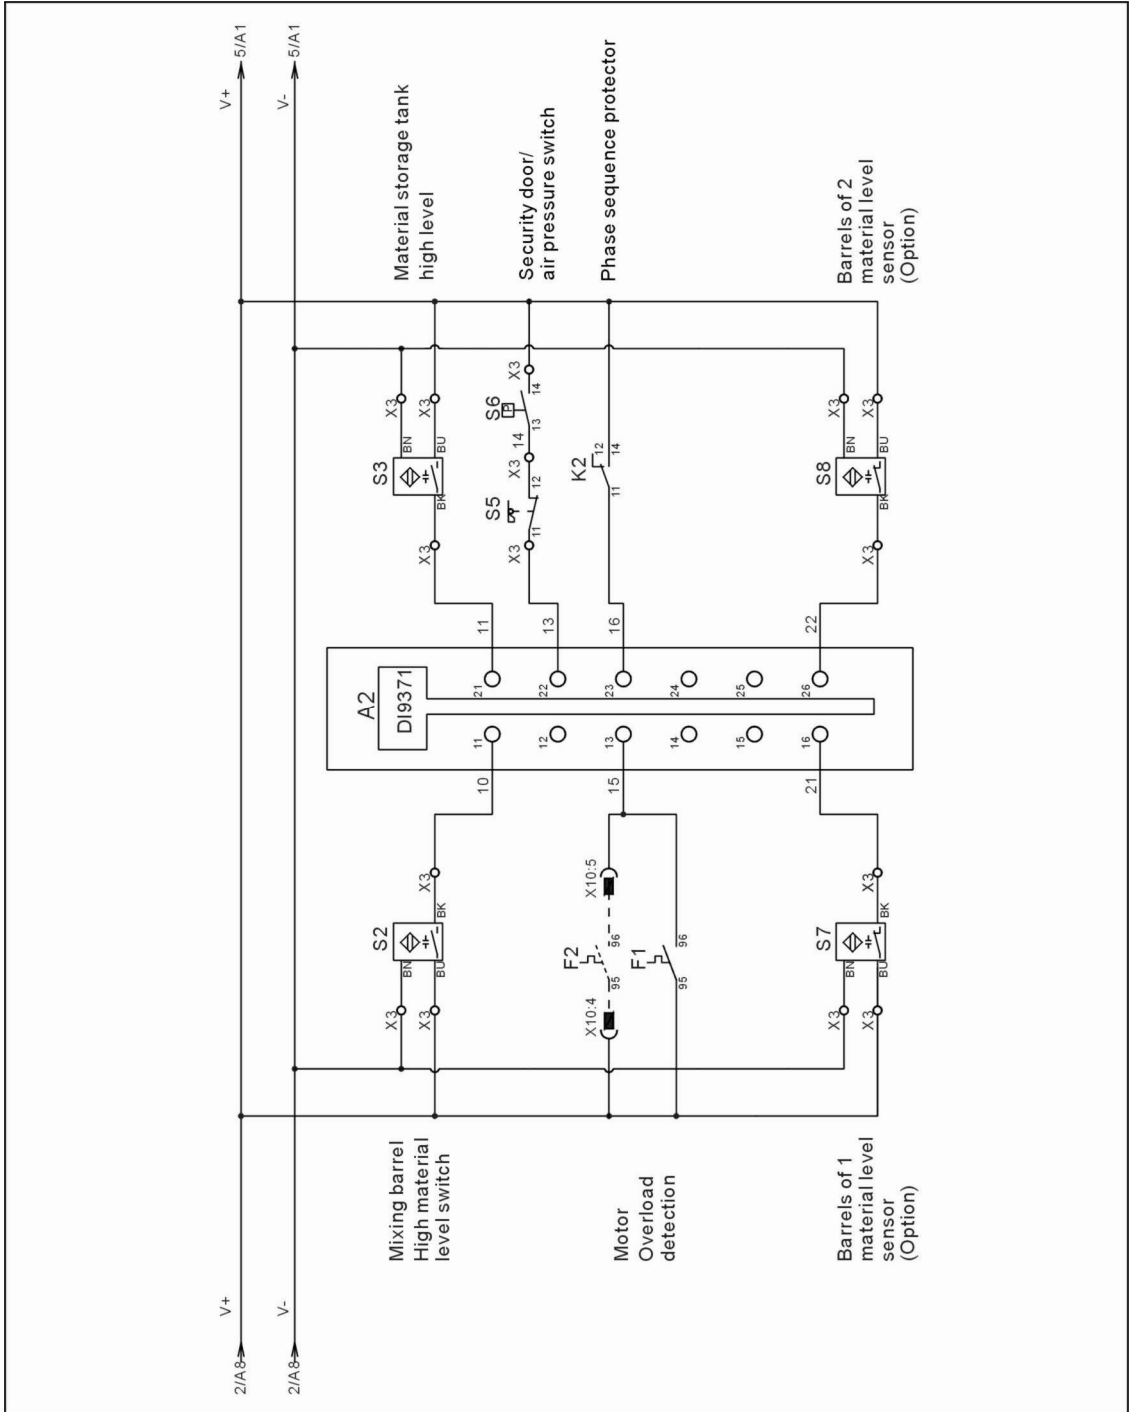 2/A8
V+
V+
5/A1
2/A8
V-
V-
5/A1
Mixing barrel
High material
level switch
Motor
Overload
detection
Barrels of 1
material level
sensor
(Option)
X3
X3
BN
BU
S2
BK
X3
10
X10:4
95
F2
96
X10:5
95
F1
96
15
X3
X3
BN
BU
S7
BK
X3
21
A2
DI9371
11
12
13
14
15
16
21
22
23
24
25
26
11
X3
BK
S3
BN
BU
X3
X3
13
X3
11
S5
12
X3
14
13
S6
P
14
X3
16
11
K2
12
14
22
X3
BK
S8
BN
BU
X3
X3
Material storage tank
high level
Security door/
air pressure switch
Phase sequence protector
Barrels of 2
material level
sensor
(Option)